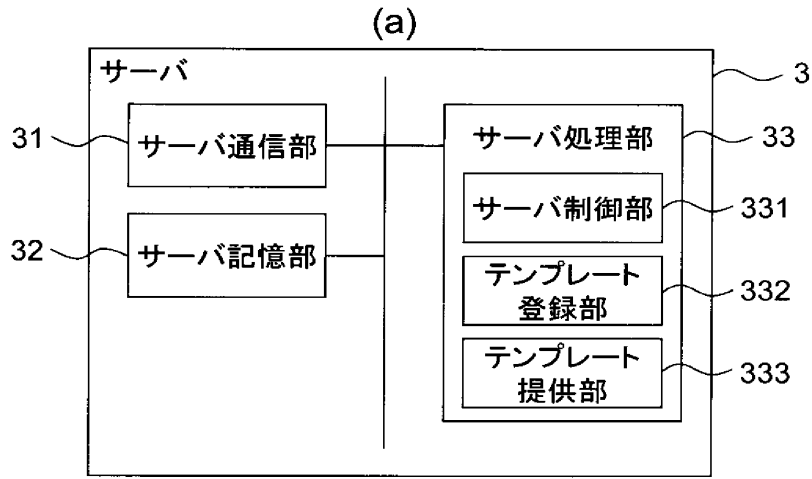 (a)
サーバ
3
31
サーバ通信部
サーバ処理部
33
サーバ制御部
331
32
サーバ記憶部
テンプレート
登録部
332
テンプレート
提供部
333